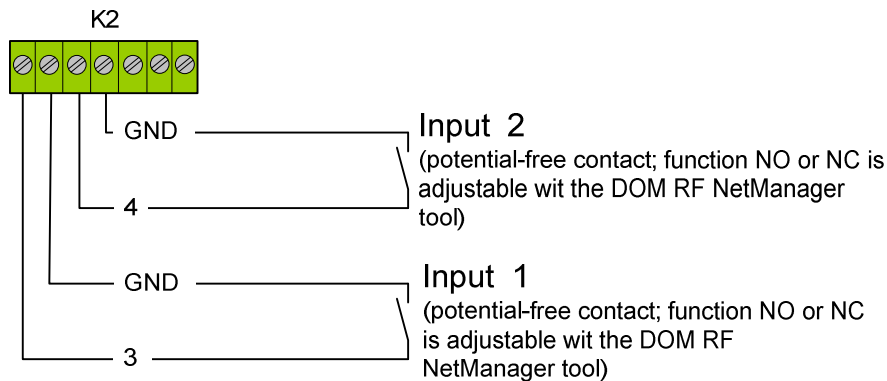 K2
GND
Input 2
(potential-free contact; function NO or NC is
adjustable wit the DOM RF NetManager
tool)
4
GND
Input 1
(potential-free contact; function NO or NC
is adjustable wit the DOM RF
NetManager tool)
3